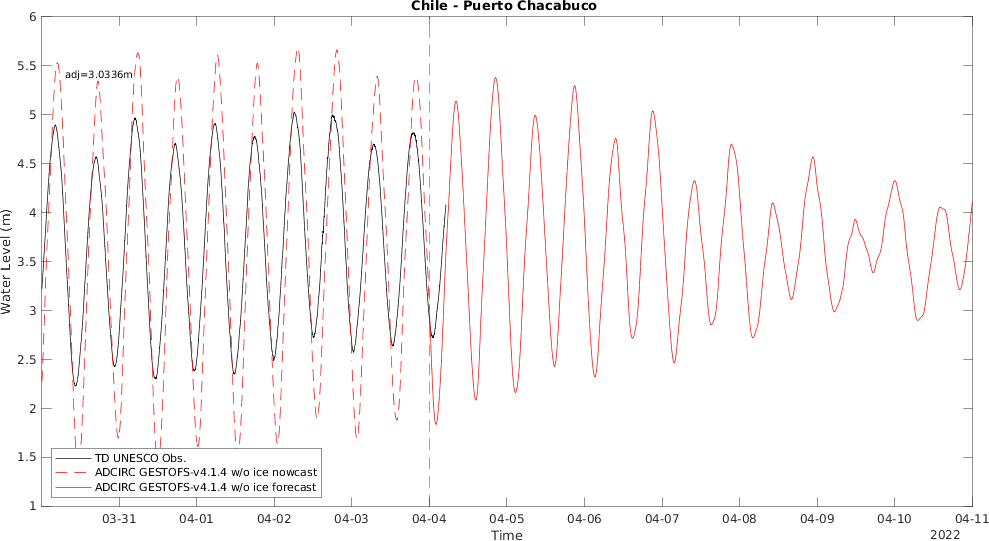 Chile - Puerto Chacabuco
6
5.5
5
4.5
4
3.5
3
2.5
2
1.5
1
Water Level (m)
adj=3.0336m
TD UNESCO Obs.
ADCIRC GESTOFS-v4.1.4 w/o ice nowcast
ADCIRC GESTOFS-v4.1.4 w/o ice forecast
03-31 04-01 04-02 04-03 04-04 04-05 04-06 04-07 04-08 04-09 04-10 04-11
Time
2022